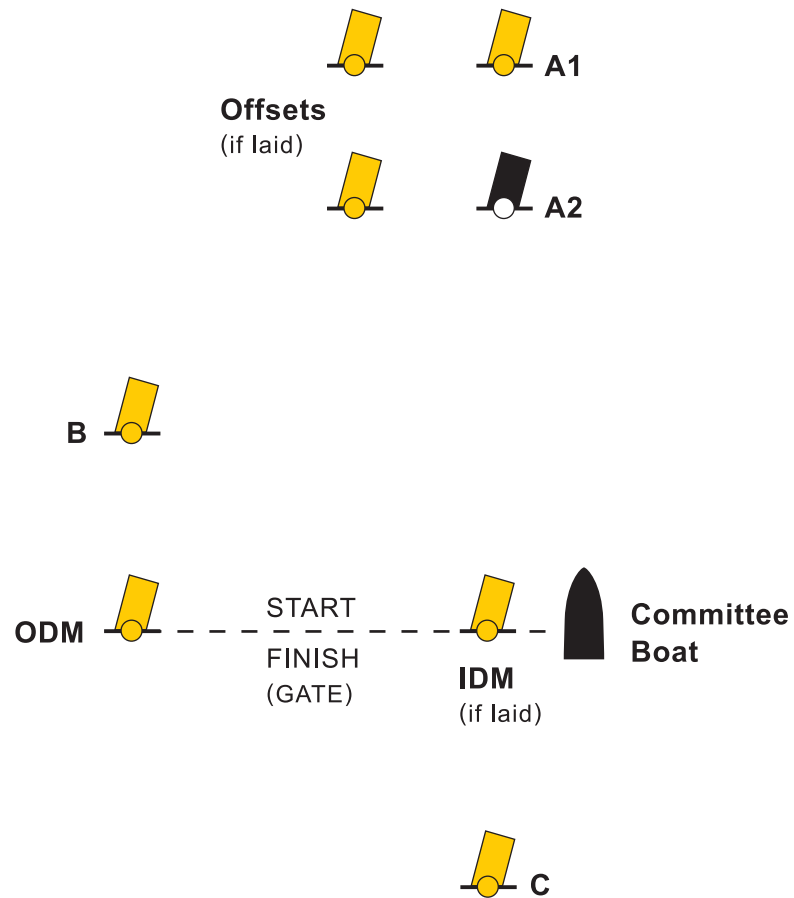 A1
Offsets
(if laid)
A2
B
START
ODM
Committee
Boat
FINISH
(GATE)
IDM
(if laid)
C